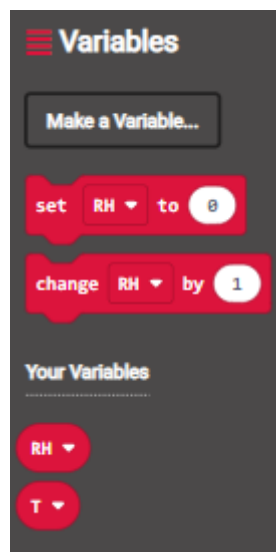 Variables
Make a Variable...
set RH to 0
change RH by 1
Your Variables
RH
T